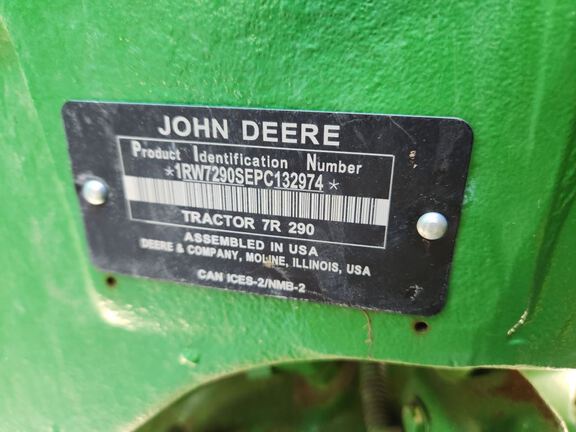 JOHN DEERE
Product Identification Number
*1RW7290SEPC132974*
TRACTOR 7R 290
ASSEMBLED IN USA
DEERE & COMPANY, MOLINE, ILLINOIS, USA
CAN ICES-2/NMB-2